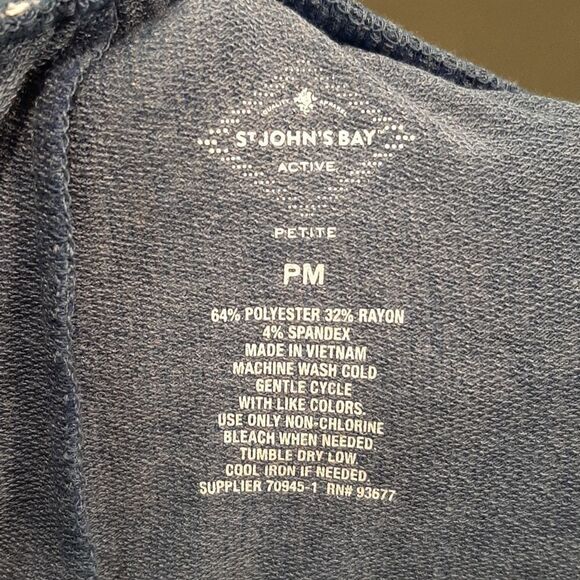 ST JOHN'S BAY
ACTIVE
PETITE
PM
64% POLYESTER 32% RAYON
4% SPANDEX
MADE IN VIETNAM
MACHINE WASH COLD
GENTLE CYCLE
WITH LIKE COLORS.
USE ONLY NON-CHLORINE
BLEACH WHEN NEEDED
TUMBLE DRY LOW.
COOL IRON IF NEEDED.
SUPPLIER 70945-1 RN# 93677